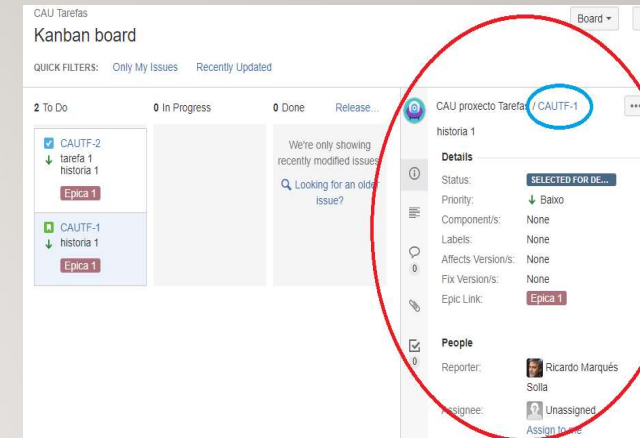 CAU Tarefas
Kanban board
Board
QUICK FILTERS: Only My Issues Recently Updated
2 To Do
0 In Progress
0 Done Release...
CAUTF-2
tarefa 1
historia 1
Epica 1
CAUTF-1
historia 1
Epica 1
We're only showing
recently modified issues
Looking for an older
issue?
CAU proxecto Tarefas / CAUTF-1
historia 1
Details
Status: SELECTED FOR DE...
Priority: Baixo
Component/s: None
Labels: None
Affects Version/s: None
Fix Version/s: None
Epic Link: Epica 1
0
People
0
Reporter: Ricardo Marqués
Solla
Assignee: Unassigned
Assign to me